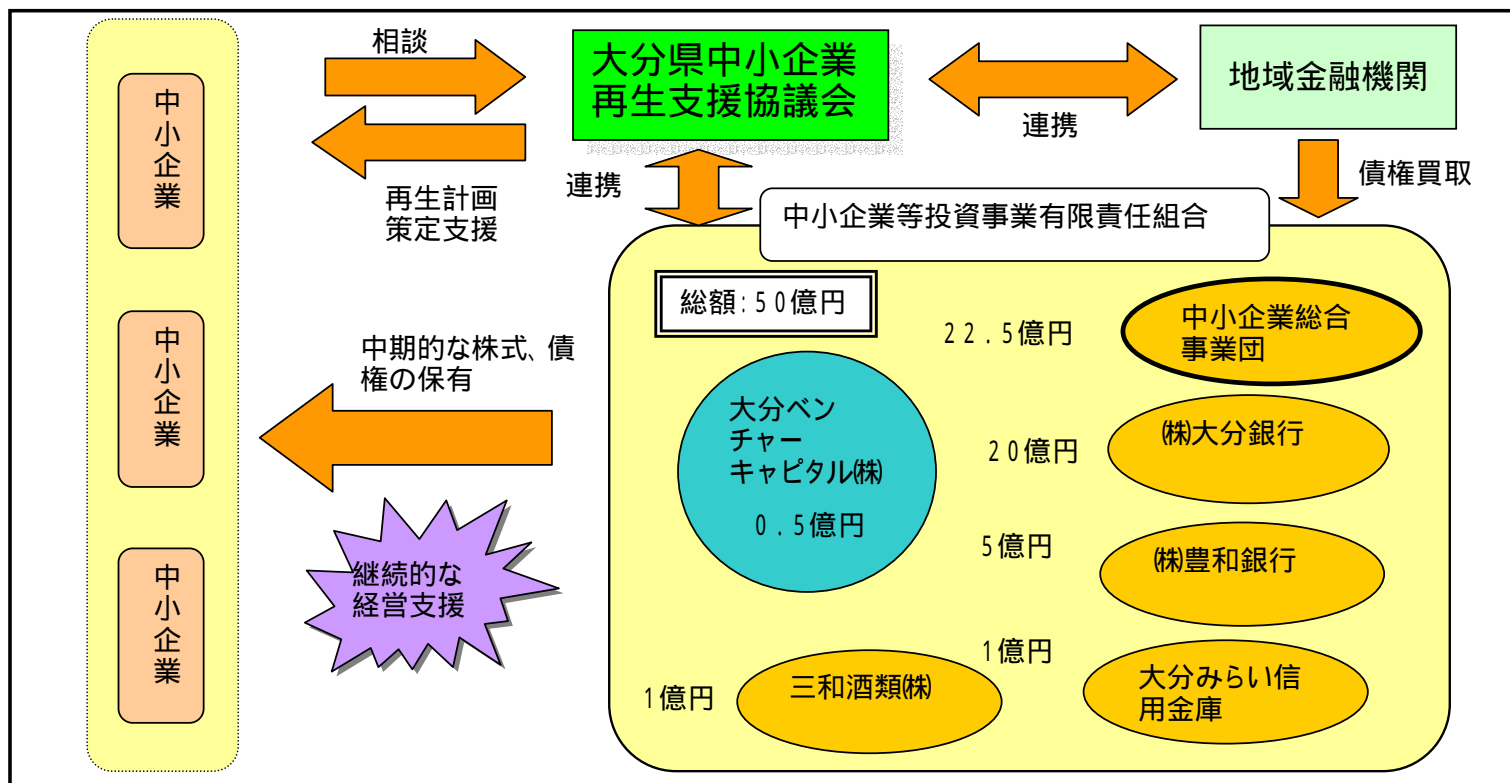 相談
大分県中小企業
再生支援協議会
地域金融機関
連携
再生計画
策定支援
連携
債権買取
中小企業
中小企業
中小企業
中小企業等投資事業有限責任組合
総額:50億円
22.5億円
中小企業総合
事業団
中期的な株式、債
権の保有
大分ベン
チャー
キャピタル㈱
0.5億円
20億円
㈱大分銀行
5億円
㈱豊和銀行
継続的な
経営支援
1億円
三和酒類㈱
1億円
大分みらい信
用金庫